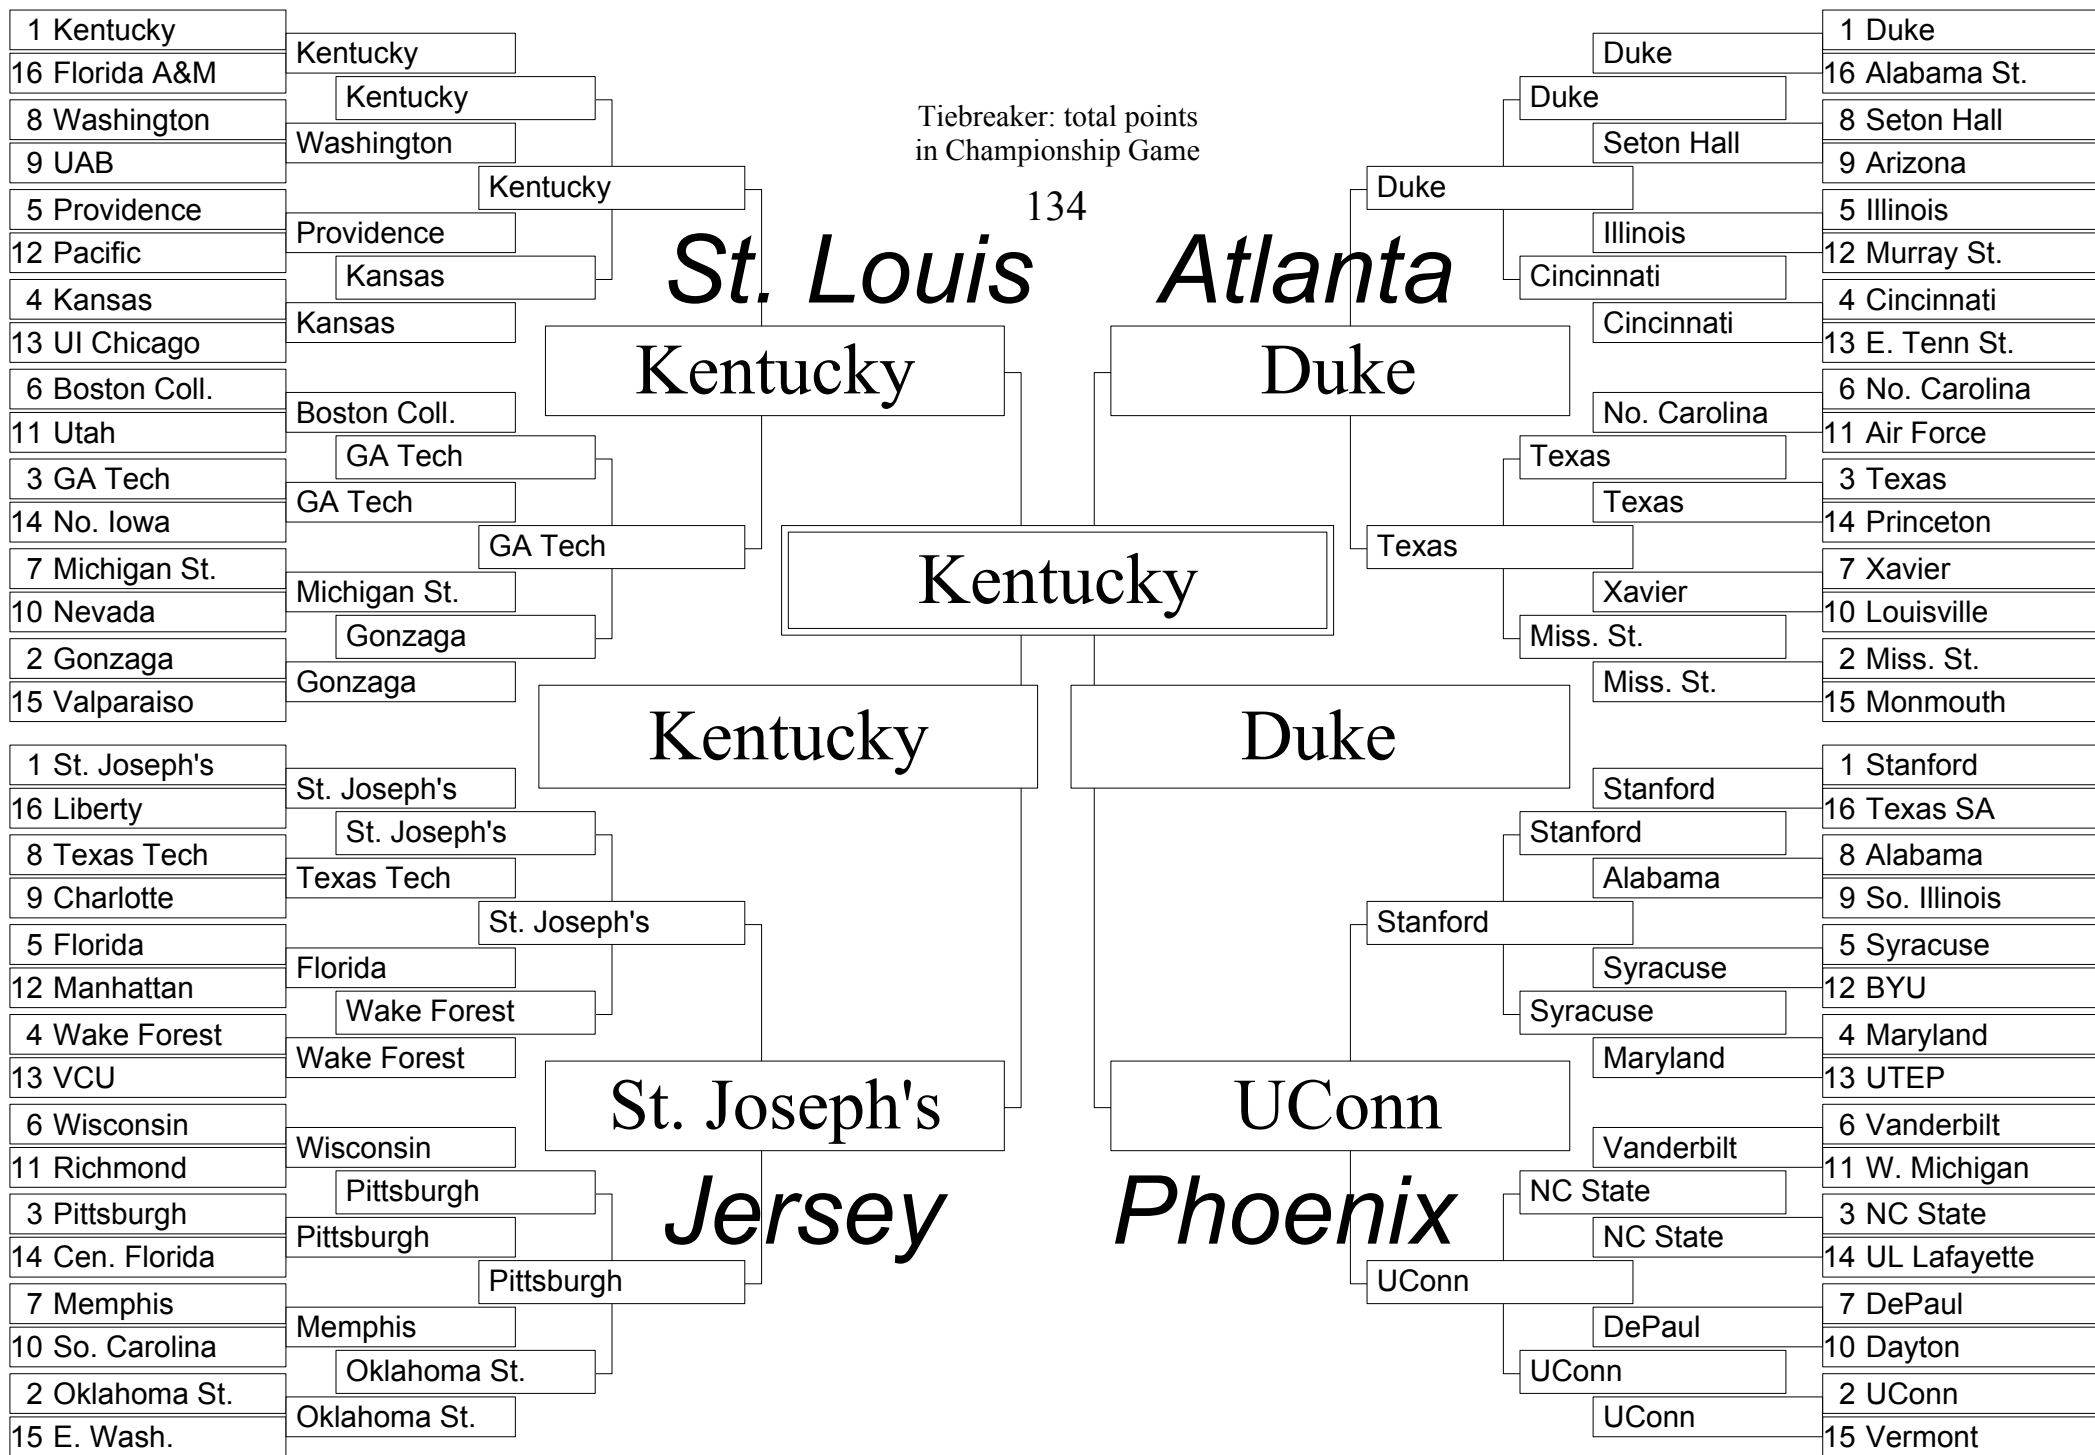 1 Kentucky
16 Florida A&M
8 Washington
9 UAB
5 Providence
12 Pacific
4 Kansas
13 UI Chicago
6 Boston Coll.
11 Utah
3 GA Tech
14 No. Iowa
7 Michigan St.
10 Nevada
2 Gonzaga
15 Valparaiso
Kentucky
Washington
Providence
Kansas
Boston Coll.
GA Tech
Michigan St.
Gonzaga
Kentucky
Kansas
GA Tech
Gonzaga
Kentucky
GA Tech
St. Louis
Kentucky
1 St. Joseph's
16 Liberty
8 Texas Tech
9 Charlotte
5 Florida
12 Manhattan
4 Wake Forest
13 VCU
6 Wisconsin
11 Richmond
3 Pittsburgh
14 Cen. Florida
7 Memphis
10 So. Carolina
2 Oklahoma St.
15 E. Wash.
St. Joseph's
Texas Tech
Florida
Wake Forest
Wisconsin
Pittsburgh
Memphis
Oklahoma St.
St. Joseph's
Wake Forest
Pittsburgh
Oklahoma St.
St. Joseph's
Pittsburgh
St. Joseph's
Jersey
Tiebreaker: total points
in Championship Game
134
Kentucky
Kentucky
Duke
Atlanta
Duke
Duke
Texas
Duke
Cincinnati
Texas
Miss. St.
Duke
Seton Hall
Illinois
Cincinnati
No. Carolina
Texas
Xavier
Miss. St.
1 Duke
16 Alabama St.
8 Seton Hall
9 Arizona
5 Illinois
12 Murray St.
4 Cincinnati
13 E. Tenn St.
6 No. Carolina
11 Air Force
3 Texas
14 Princeton
7 Xavier
10 Louisville
2 Miss. St.
15 Monmouth
UConn
Phoenix
Stanford
UConn
Stanford
Syracuse
NC State
UConn
Stanford
Alabama
Syracuse
Maryland
Vanderbilt
NC State
DePaul
UConn
1 Stanford
16 Texas SA
8 Alabama
9 So. Illinois
5 Syracuse
12 BYU
4 Maryland
13 UTEP
6 Vanderbilt
11 W. Michigan
3 NC State
14 UL Lafayette
7 DePaul
10 Dayton
2 UConn
15 Vermont